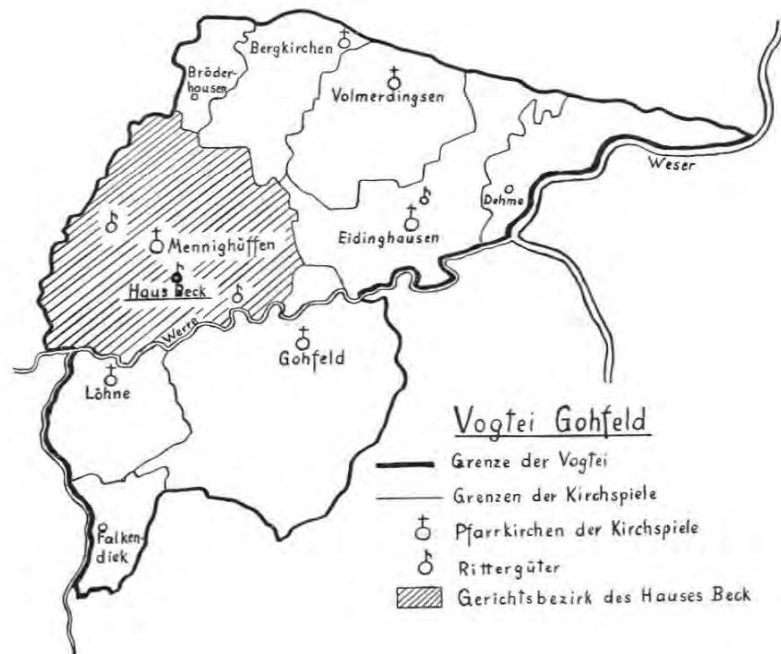 Bergkirchen
Bröder-
hausen
Volmerdingsen
Weser
Dehme
Eidinghausen
Mennighüffen
Haus Beck
Werre
Gohfeld
Löhne
Falken-
diek
Vogtei Gohfeld
Grenze der Vogtei
Grenzen der Kirchspiele
Pfarrkirchen der Kirchspiele
Rittergüter
Gerichtsbezirk des Hauses Beck